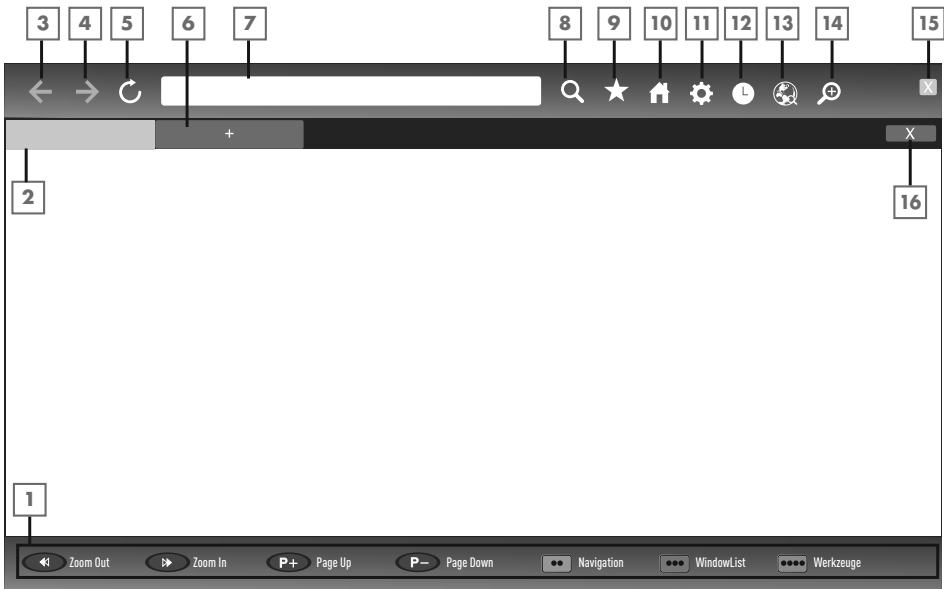 3 4 5 6 7 8 9 10 11 12 13 14 15
X
+ X
2 16
1
Zoom Out Zoom In P+ Page Up P− Page Down Navigation WindowList Werkzeuge